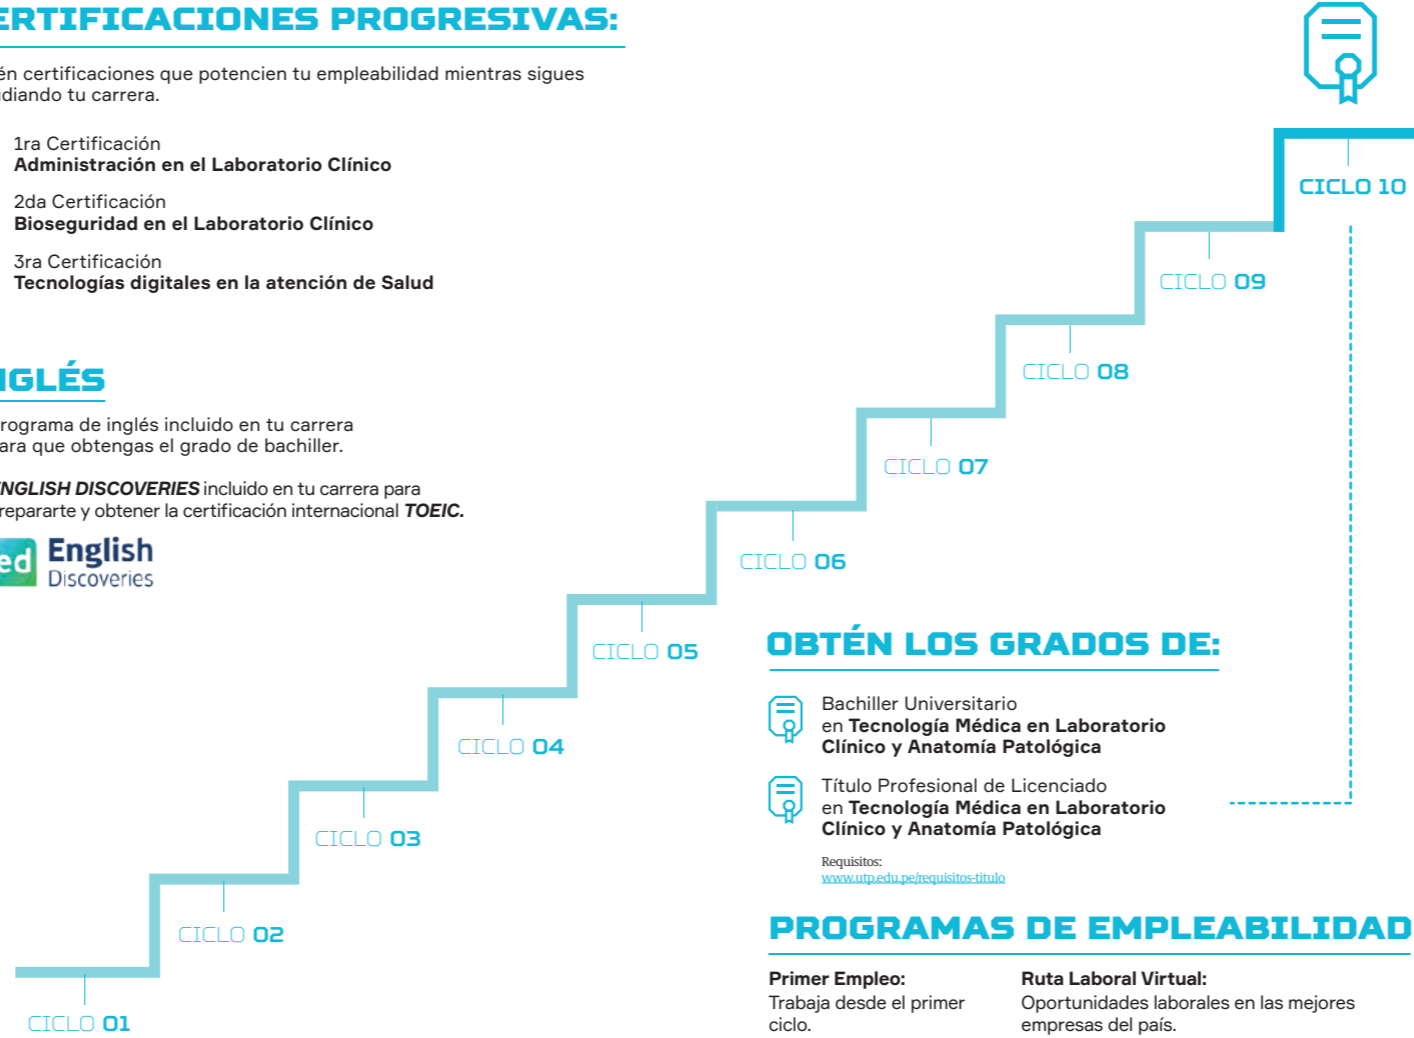 ERTIFICACIONES PROGRESIVAS:
én certificaciones que potencien tu empleabilidad mientras sigues
udiando tu carrera.
1ra Certificación
Administración en el Laboratorio Clínico
2da Certificación
Bioseguridad en el Laboratorio Clínico
3ra Certificación
Tecnologías digitales en la atención de Salud
NGLÉS
rograma de inglés incluido en tu carrera
ara que obtengas el grado de bachiller.
ENGLISH DISCOVERIES incluido en tu carrera para
repararte y obtener la certificación internacional TOEIC.
ed English
Discoveries
CICLO 10
CICLO 09
CICLO 08
CICLO 07
CICLO 06
CICLO 05
CICLO 04
CICLO 03
CICLO 02
CICLO 01
OBTÉN LOS GRADOS DE:
Bachiller Universitario
en Tecnología Médica en Laboratorio
Clínico y Anatomía Patológica
Título Profesional de Licenciado
en Tecnología Médica en Laboratorio
Clínico y Anatomía Patológica
Requisitos:
www.utp.edu.pe/requisitos-titulo
PROGRAMAS DE EMPLEABILIDAD
Primer Empleo:
Trabaja desde el primer
ciclo.
Ruta Laboral Virtual:
Oportunidades laborales en las mejores
empresas del país.